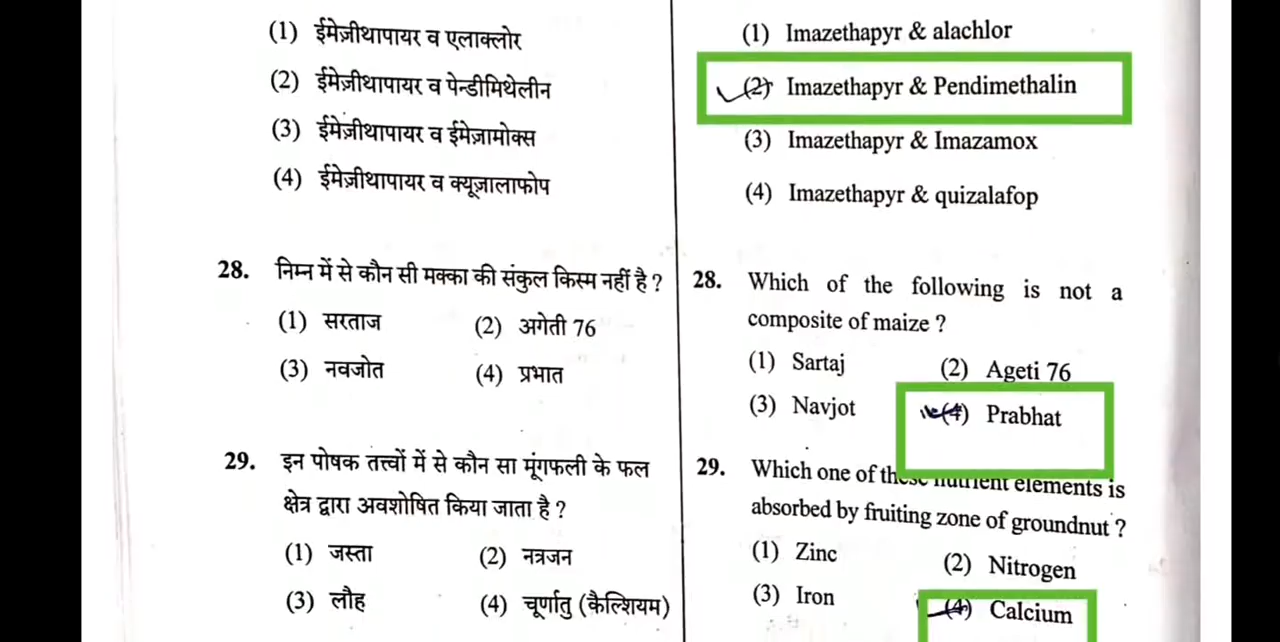 (1) ईमेज़ीथापायर व एलाक्लोर
(2) ईमेज़ीथापायर व पेन्डीमिथेलीन
(3) ईमेज़ीथापायर व ईमेज़ामोक्स
(4) ईमेज़ीथापायर व क्यूज़ालाफोप
28. निम्न में से कौन सी मक्का की संकुल किस्म नहीं है ?
(1) सरताज (2) अगेती 76
(3) नवजोत (4) प्रभात
29. इन पोषक तत्त्वों में से कौन सा मूंगफली के फल
क्षेत्र द्वारा अवशोषित किया जाता है ?
(1) जस्ता (2) नत्रजन
(3) लौह (4) चूर्णातु (कैल्शियम)
(1) Imazethapyr & alachlor
(2) Imazethapyr & Pendimethalin
(3) Imazethapyr & Imazamox
(4) Imazethapyr & quizalafop
28. Which of the following is not a
composite of maize ?
(1) Sartaj (2) Ageti 76
(3) Navjot (4) Prabhat
29. Which one of these nutrient elements is
absorbed by fruiting zone of groundnut ?
(1) Zinc (2) Nitrogen
(3) Iron (4) Calcium